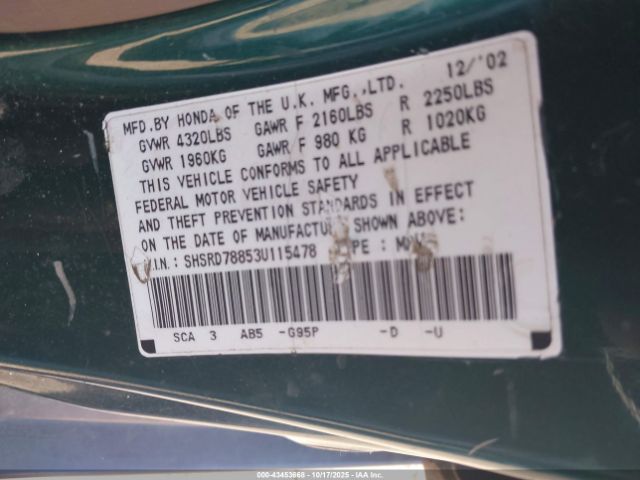 MFD.BY HONDA OF THE U.K. MFG.,LTD. 12/'02
GVWR 4320LBS GAWR F 2160LBS R 2250LBS
GVWR 1960KG GAWR F 980 KG R 1020KG
THIS VEHICLE CONFORMS TO ALL APPLICABLE
FEDERAL MOTOR VEHICLE SAFETY
AND THEFT PREVENTION STANDARDS IN EFFECT
ON THE DATE OF MANUFACTURE SHOWN ABOVE:
V.I.N.: SHSRD78853U115478 TYPE:
SCA 3 AB5 -G95P -D -U
000-43453668 | 10/17/2025 - IAA Inc.